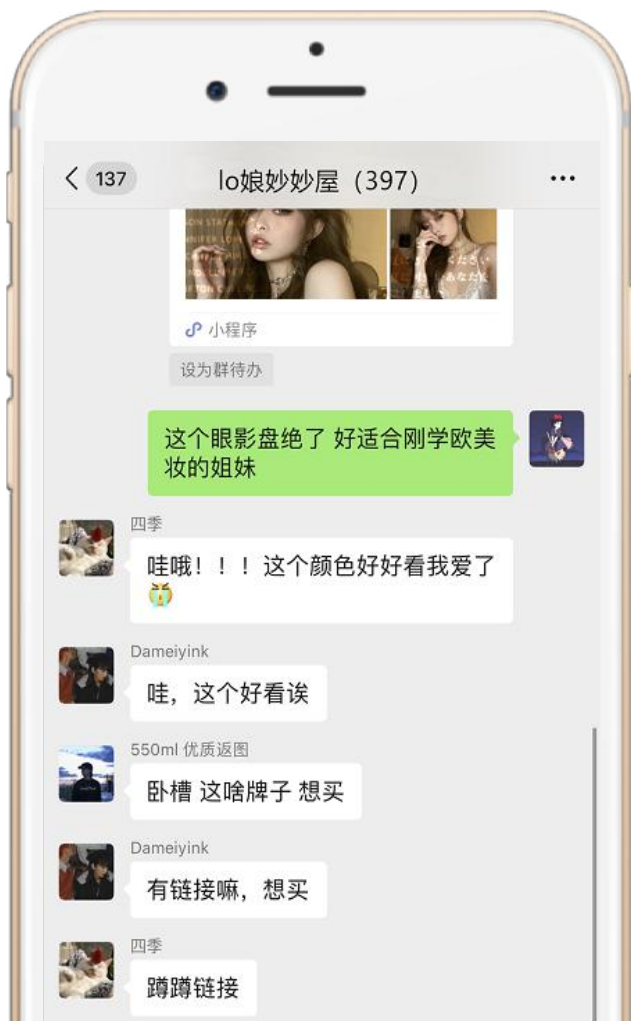 137
lo娘妙妙屋（397）
小程序
设为群待办
这个眼影盘绝了 好适合刚学欧美
妆的姐妹
四季
哇哦！！！这个颜色好好看我爱了
Dameiyink
哇，这个好看诶
550ml 优质返图
卧槽 这啥牌子 想买
Dameiyink
有链接嘛，想买
四季
蹲蹲链接